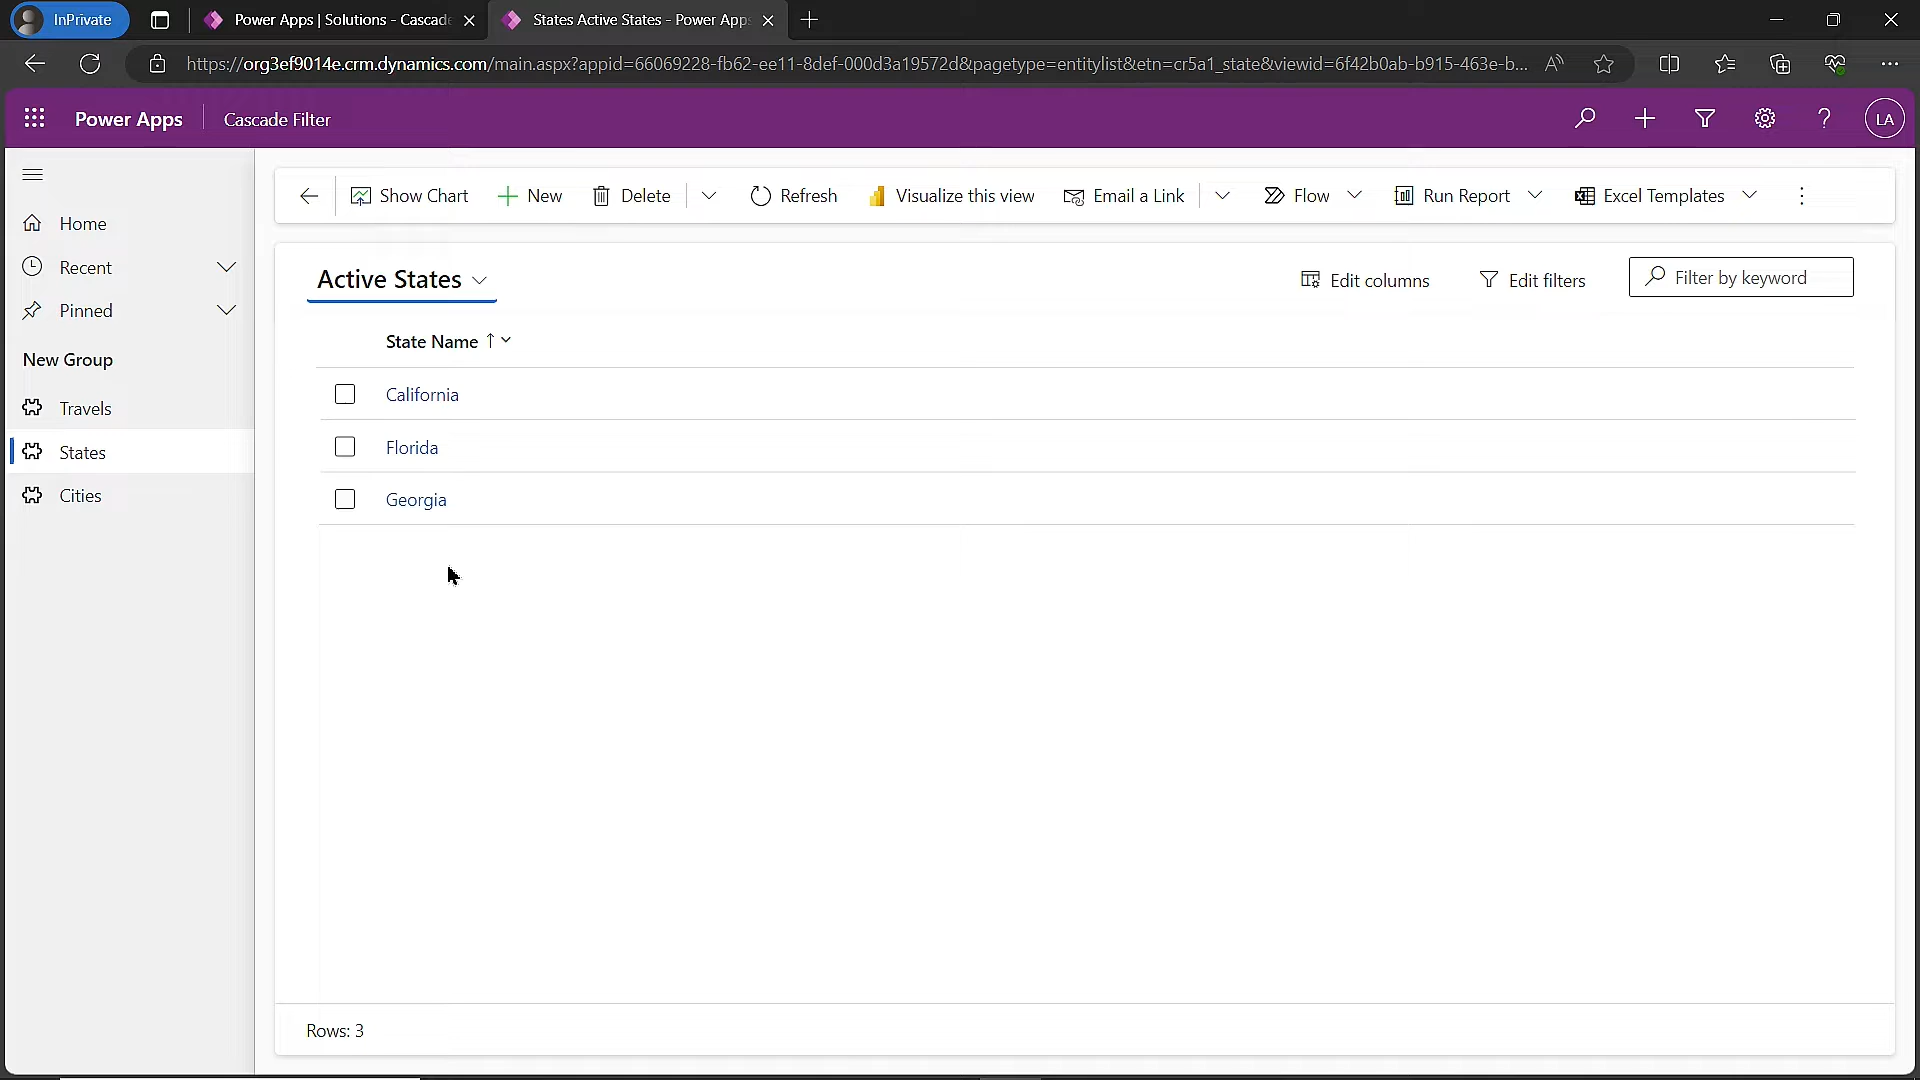 InPrivate
Power Apps | Solutions - Cascade
States Active States - Power Apps
https://org3ef9014e.crm.dynamics.com/main.aspx?appid=66069228-fb62-ee11-8def-000d3a19572d&pagetype=entitylist&etn=cr5a1_state&viewid=6f42b0ab-b915-463e-b...
Power Apps
Cascade Filter
LA
Show Chart
New
Delete
Refresh
Visualize this view
Email a Link
Flow
Run Report
Excel Templates
Home
Recent
Pinned
New Group
Travels
States
Cities
Active States
Edit columns
Edit filters
Filter by keyword
State Name
California
Florida
Georgia
Rows: 3